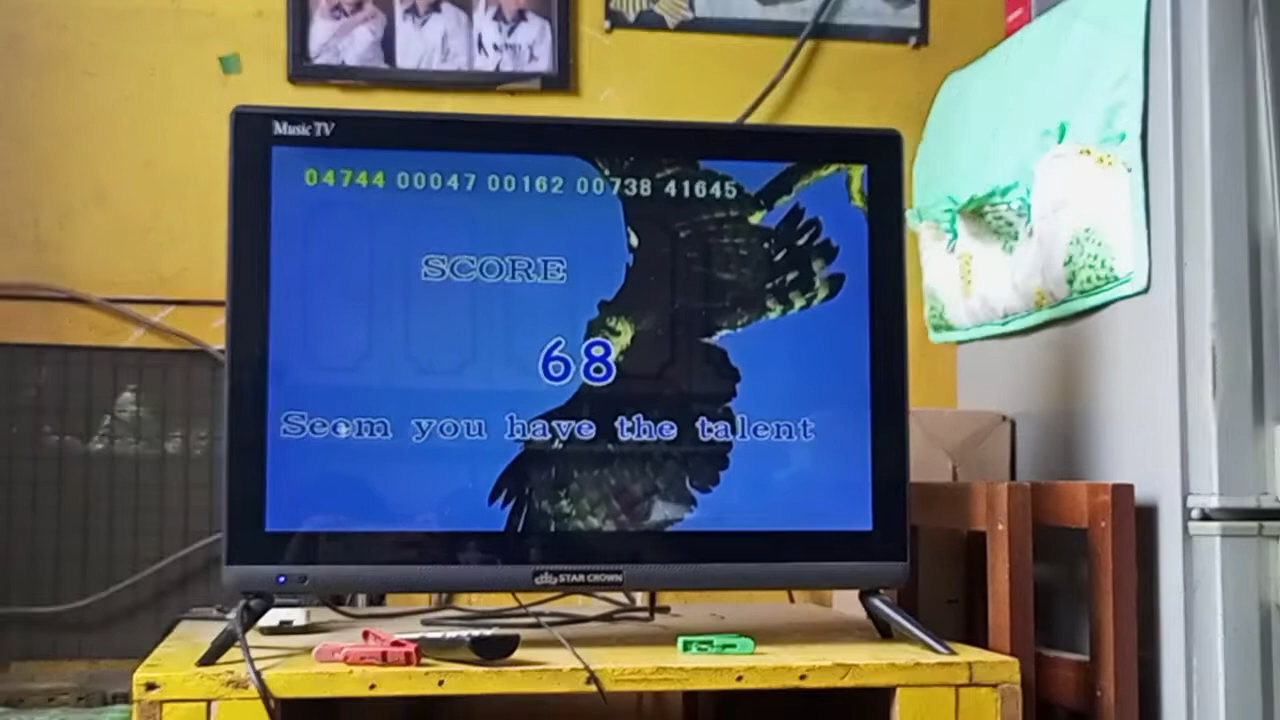 Music TV
04744 00047 00162 00738 41645
SCORE
68
Seem you have the talent
STAR CROWN